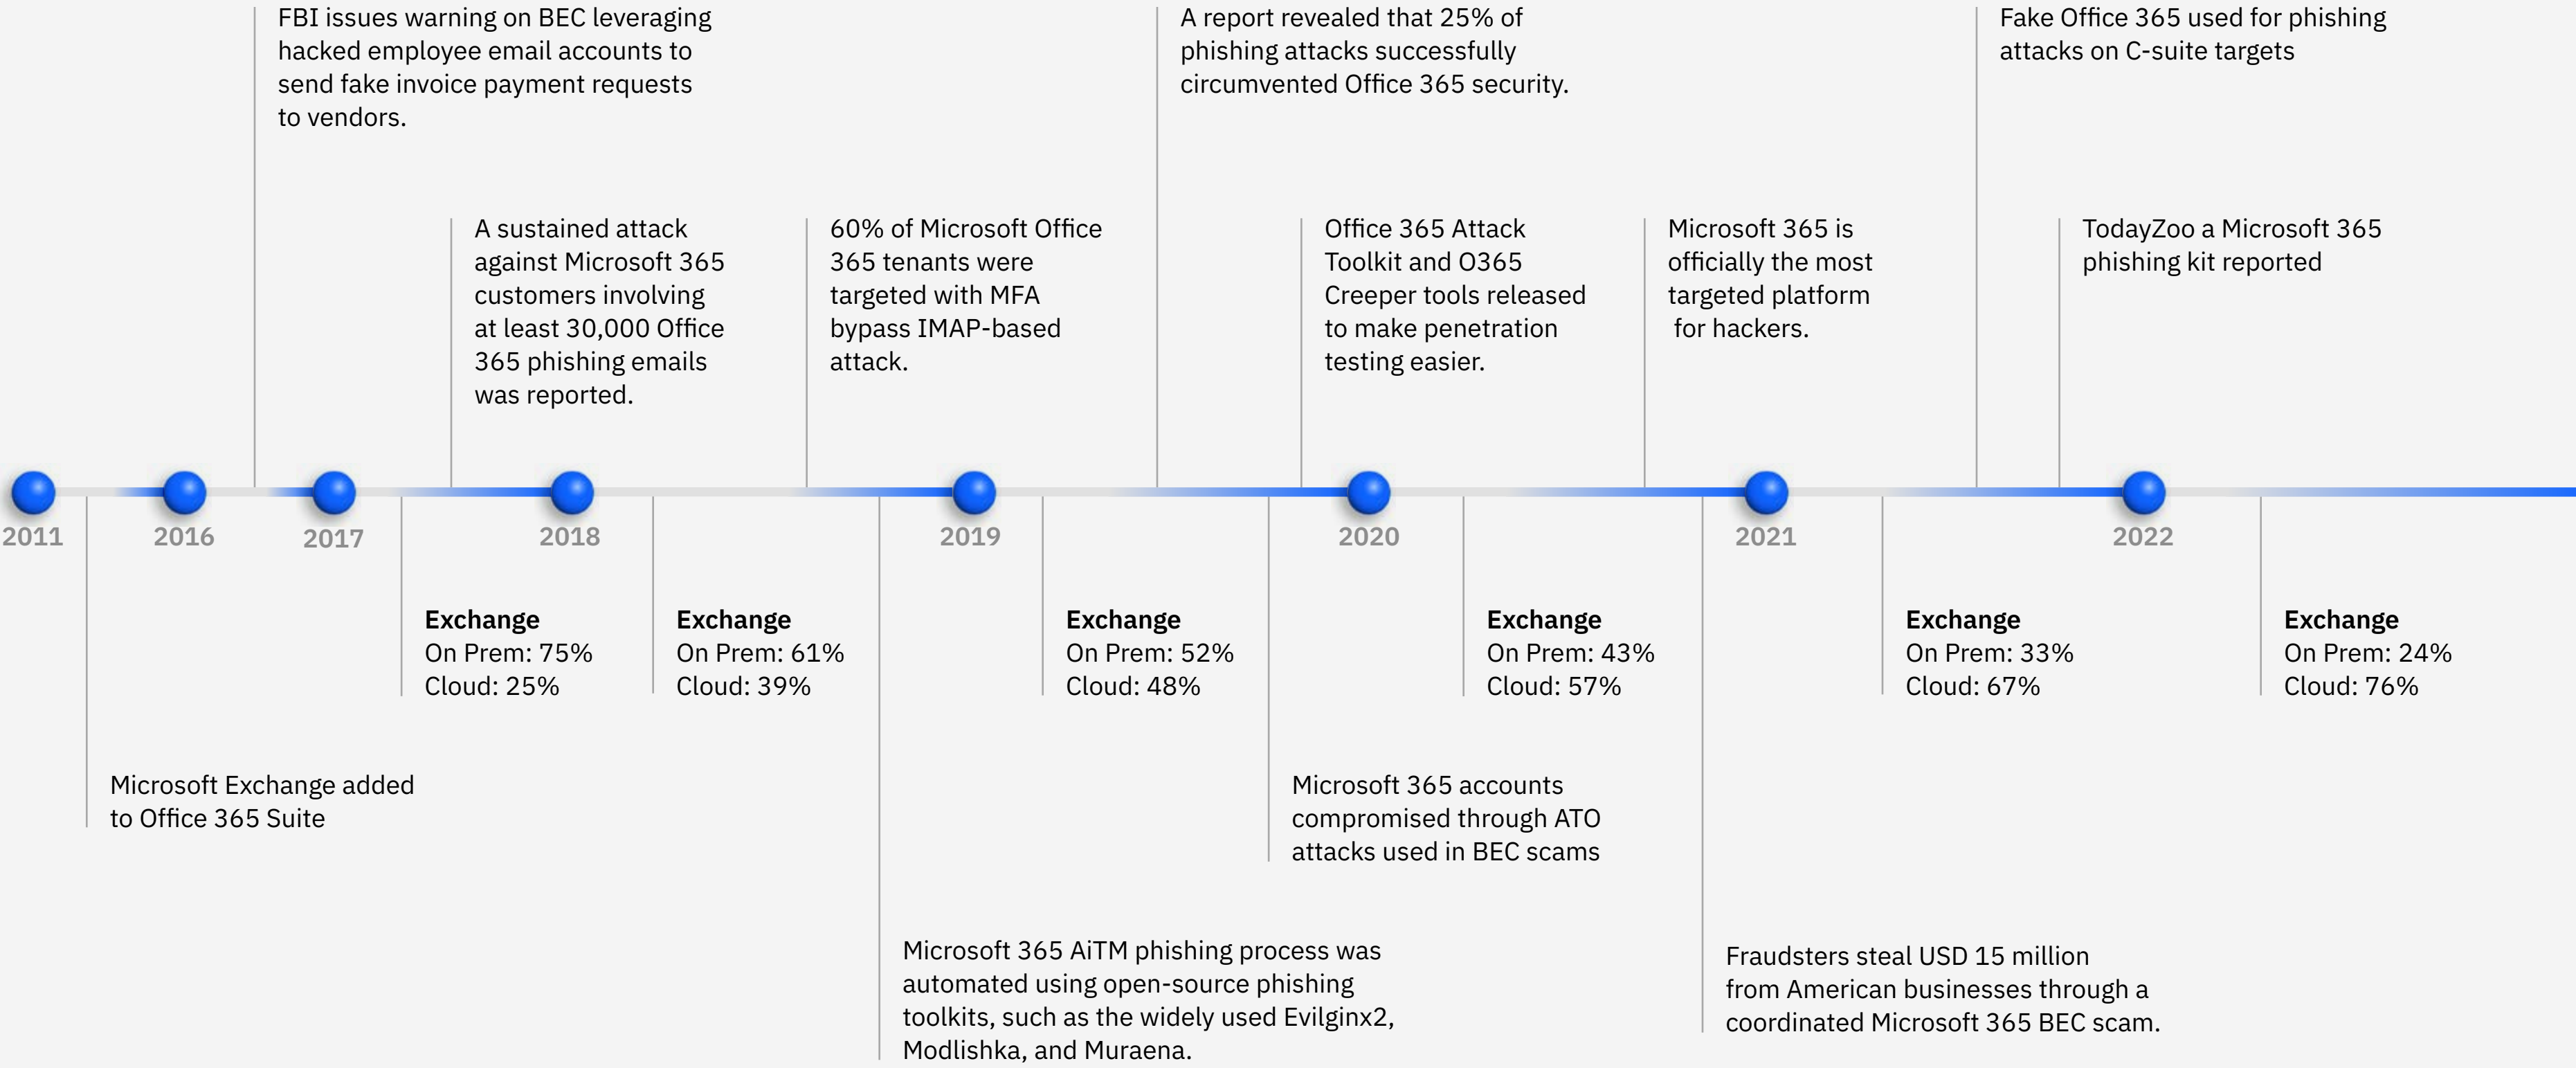 FBI issues warning on BEC leveraging
hacked employee email accounts to
send fake invoice payment requests
to vendors.
A report revealed that 25% of
phishing attacks successfully
circumvented Office 365 security.
Fake Office 365 used for phishing
attacks on C-suite targets
A sustained attack
against Microsoft 365
customers involving
at least 30,000 Office
365 phishing emails
was reported.
60% of Microsoft Office
365 tenants were
targeted with MFA
bypass IMAP-based
attack.
Office 365 Attack
Toolkit and O365
Creeper tools released
to make penetration
testing easier.
Microsoft 365 is
officially the most
targeted platform
for hackers.
TodayZoo a Microsoft 365
phishing kit reported
2011
2016
2017
2018
2019
2020
2021
2022
Exchange
On Prem: 75%
Cloud: 25%
Exchange
On Prem: 61%
Cloud: 39%
Exchange
On Prem: 52%
Cloud: 48%
Exchange
On Prem: 43%
Cloud: 57%
Exchange
On Prem: 33%
Cloud: 67%
Exchange
On Prem: 24%
Cloud: 76%
Microsoft Exchange added
to Office 365 Suite
Microsoft 365 accounts
compromised through ATO
attacks used in BEC scams
Microsoft 365 AiTM phishing process was
automated using open-source phishing
toolkits, such as the widely used Evilginx2,
Modlishka, and Muraena.
Fraudsters steal USD 15 million
from American businesses through a
coordinated Microsoft 365 BEC scam.